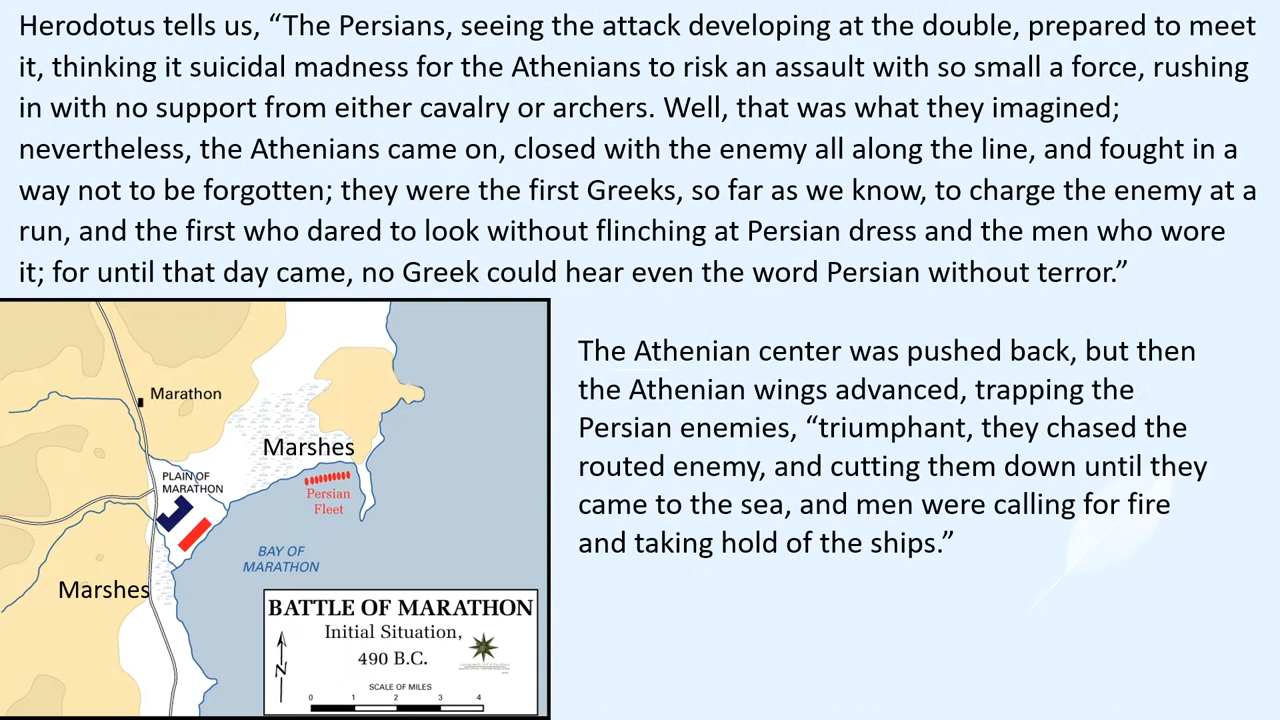 Herodotus tells us, “The Persians, seeing the attack developing at the double, prepared to meet
it, thinking it suicidal madness for the Athenians to risk an assault with so small a force, rushing
in with no support from either cavalry or archers. Well, that was what they imagined;
nevertheless, the Athenians came on, closed with the enemy all along the line, and fought in a
way not to be forgotten; they were the first Greeks, so far as we know, to charge the enemy at a
run, and the first who dared to look without flinching at Persian dress and the men who wore
it; for until that day came, no Greek could hear even the word Persian without terror.”
The Athenian center was pushed back, but then
the Athenian wings advanced, trapping the
Persian enemies, “triumphant, they chased the
routed enemy, and cutting them down until they
came to the sea, and men were calling for fire
and taking hold of the ships.”
Marathon
Marshes
PLAIN OF
MARATHON
Persian
Fleet
BAY OF
MARATHON
Marshes
BATTLE OF MARATHON
Initial Situation,
490 B.C.
N
SCALE OF MILES
0 1 2 3 4